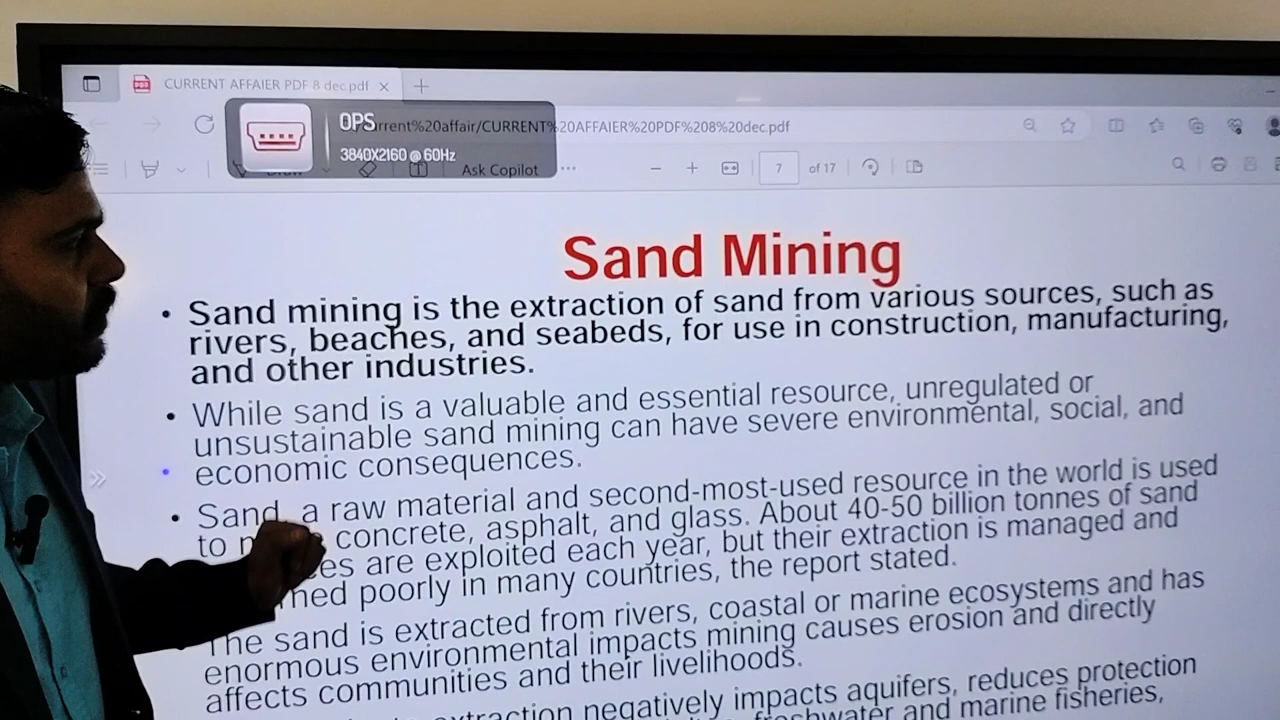 CURRENT AFFAIER PDF 8 dec.pdf
OPS
rrent%20affair/CURRENT%20AFFAIER%20PDF%208%20dec.pdf
3840X2160 @ 60Hz
Ask Copilot
7 of 17
Sand Mining
• Sand mining is the extraction of sand from various sources, such as
rivers, beaches, and seabeds, for use in construction, manufacturing,
and other industries.
• While sand is a valuable and essential resource, unregulated or
unsustainable sand mining can have severe environmental, social, and
• economic consequences.
• Sand, a raw material and second-most-used resource in the world is used
to concrete, asphalt, and glass. About 40-50 billion tonnes of sand
are exploited each year, but their extraction is managed and
poorly in many countries, the report stated.
The sand is extracted from rivers, coastal or marine ecosystems and has
enormous environmental impacts mining causes erosion and directly
affects communities and their livelihoods.
extraction negatively impacts aquifers, reduces protection
freshwater and marine fisheries,